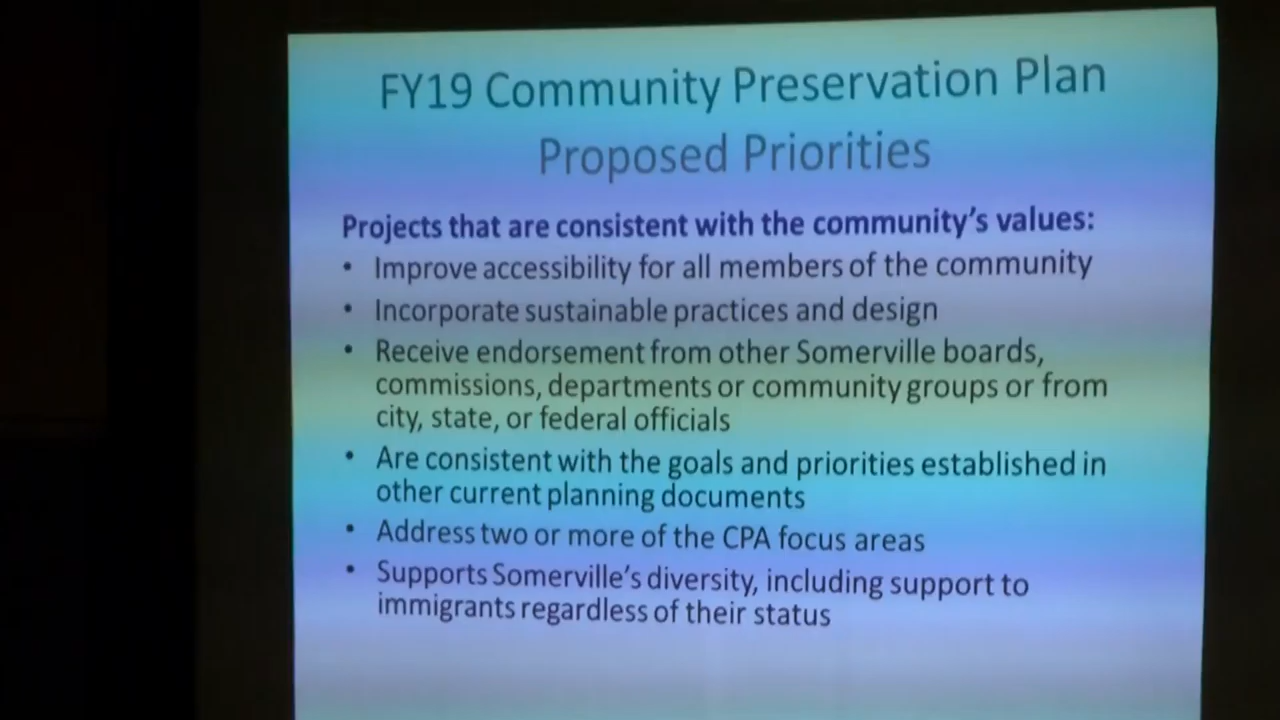 FY19 Community Preservation Plan
Proposed Priorities
Projects that are consistent with the community's values:
• Improve accessibility for all members of the community
• Incorporate sustainable practices and design
• Receive endorsement from other Somerville boards,
commissions, departments or community groups or from
city, state, or federal officials
• Are consistent with the goals and priorities established in
other current planning documents
• Address two or more of the CPA focus areas
• Supports Somerville's diversity, including support to
immigrants regardless of their status